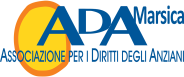 ADA Marsica
ASSOCIAZIONE PER I DIRITTI DEGLI ANZIANI